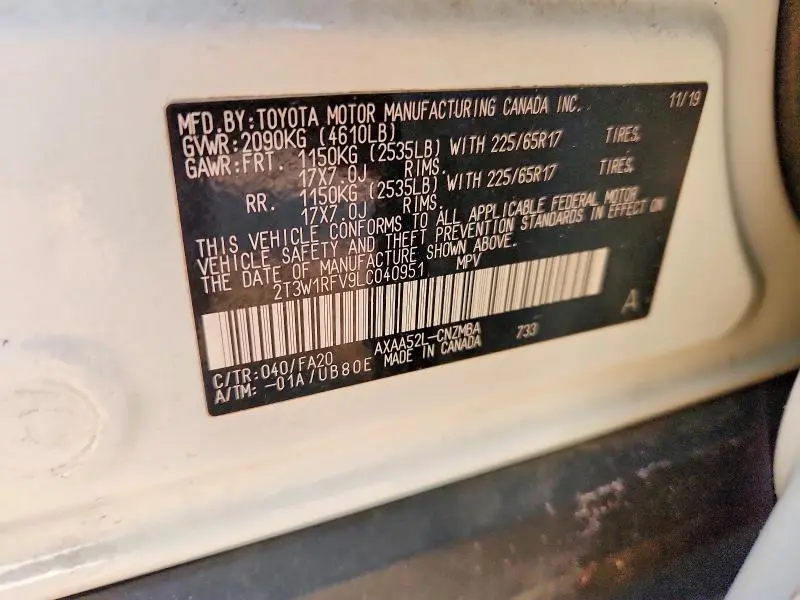 MFD.BY:TOYOTA MOTOR MANUFACTURING CANADA INC. 11/19
GVWR:2090KG (4610LB)
GAWR:FRT. 1150KG (2535LB) WITH 225/65R17 TIRES,
17X7.0J RIMS.
RR. 1150KG (2535LB) WITH 225/65R17 TIRES,
17X7.0J RIMS.
THIS VEHICLE CONFORMS TO ALL APPLICABLE FEDERAL MOTOR
VEHICLE SAFETY AND THEFT PREVENTION STANDARDS IN EFFECT ON
THE DATE OF MANUFACTURE SHOWN ABOVE.
2T3W1RFV9LC040951 MPV
A
C/TR:040/FA20 AXAA52L-CNZMBA 733
A/TM: -01A/UB80E MADE IN CANADA